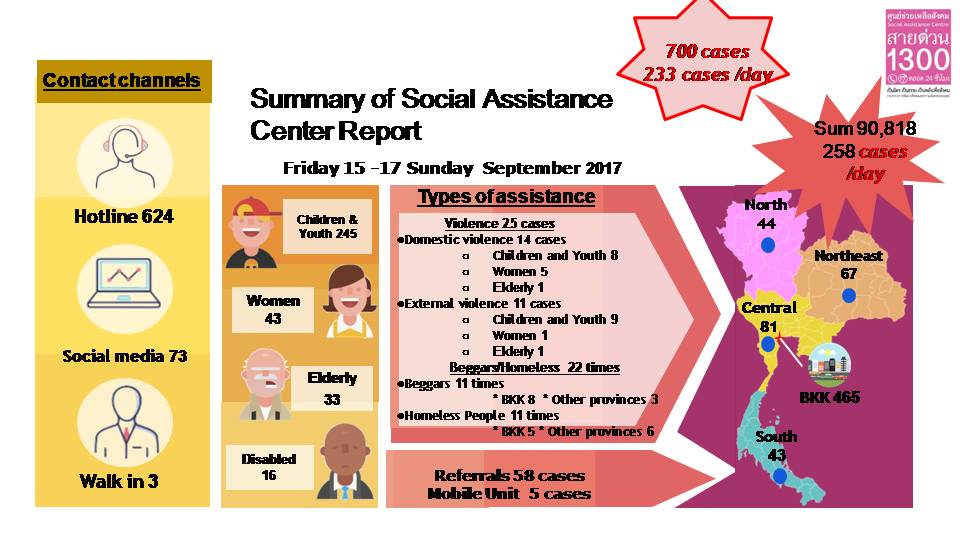 700 cases
233 cases /day
ศูนย์ช่วยเหลือสังคม
Social Assistance Centre
สายด่วน
1300
ตลอด 24 ชั่วโมง
Sum 90,818
258 cases
/day
Contact channels
Hotline 624
Social media 73
Walk in 3
Summary of Social Assistance
Center Report
Friday 15 –17 Sunday September 2017
Children &
Youth 245
Women
43
Elderly
33
Disabled
16
Types of assistance
Violence 25 cases
●Domestic violence 14 cases
o Children and Youth 8
o Women 5
o Elderly 1
●External violence 11 cases
o Children and Youth 9
o Women 1
o Elderly 1
Beggars/Homeless 22 times
●Beggars 11 times
* BKK 8 * Other provinces 3
●Homeless People 11 times
* BKK 5 * Other provinces 6
Referrals 58 cases
Mobile Unit 5 cases
North
44
Northeast
67
Central
81
BKK 465
South
43